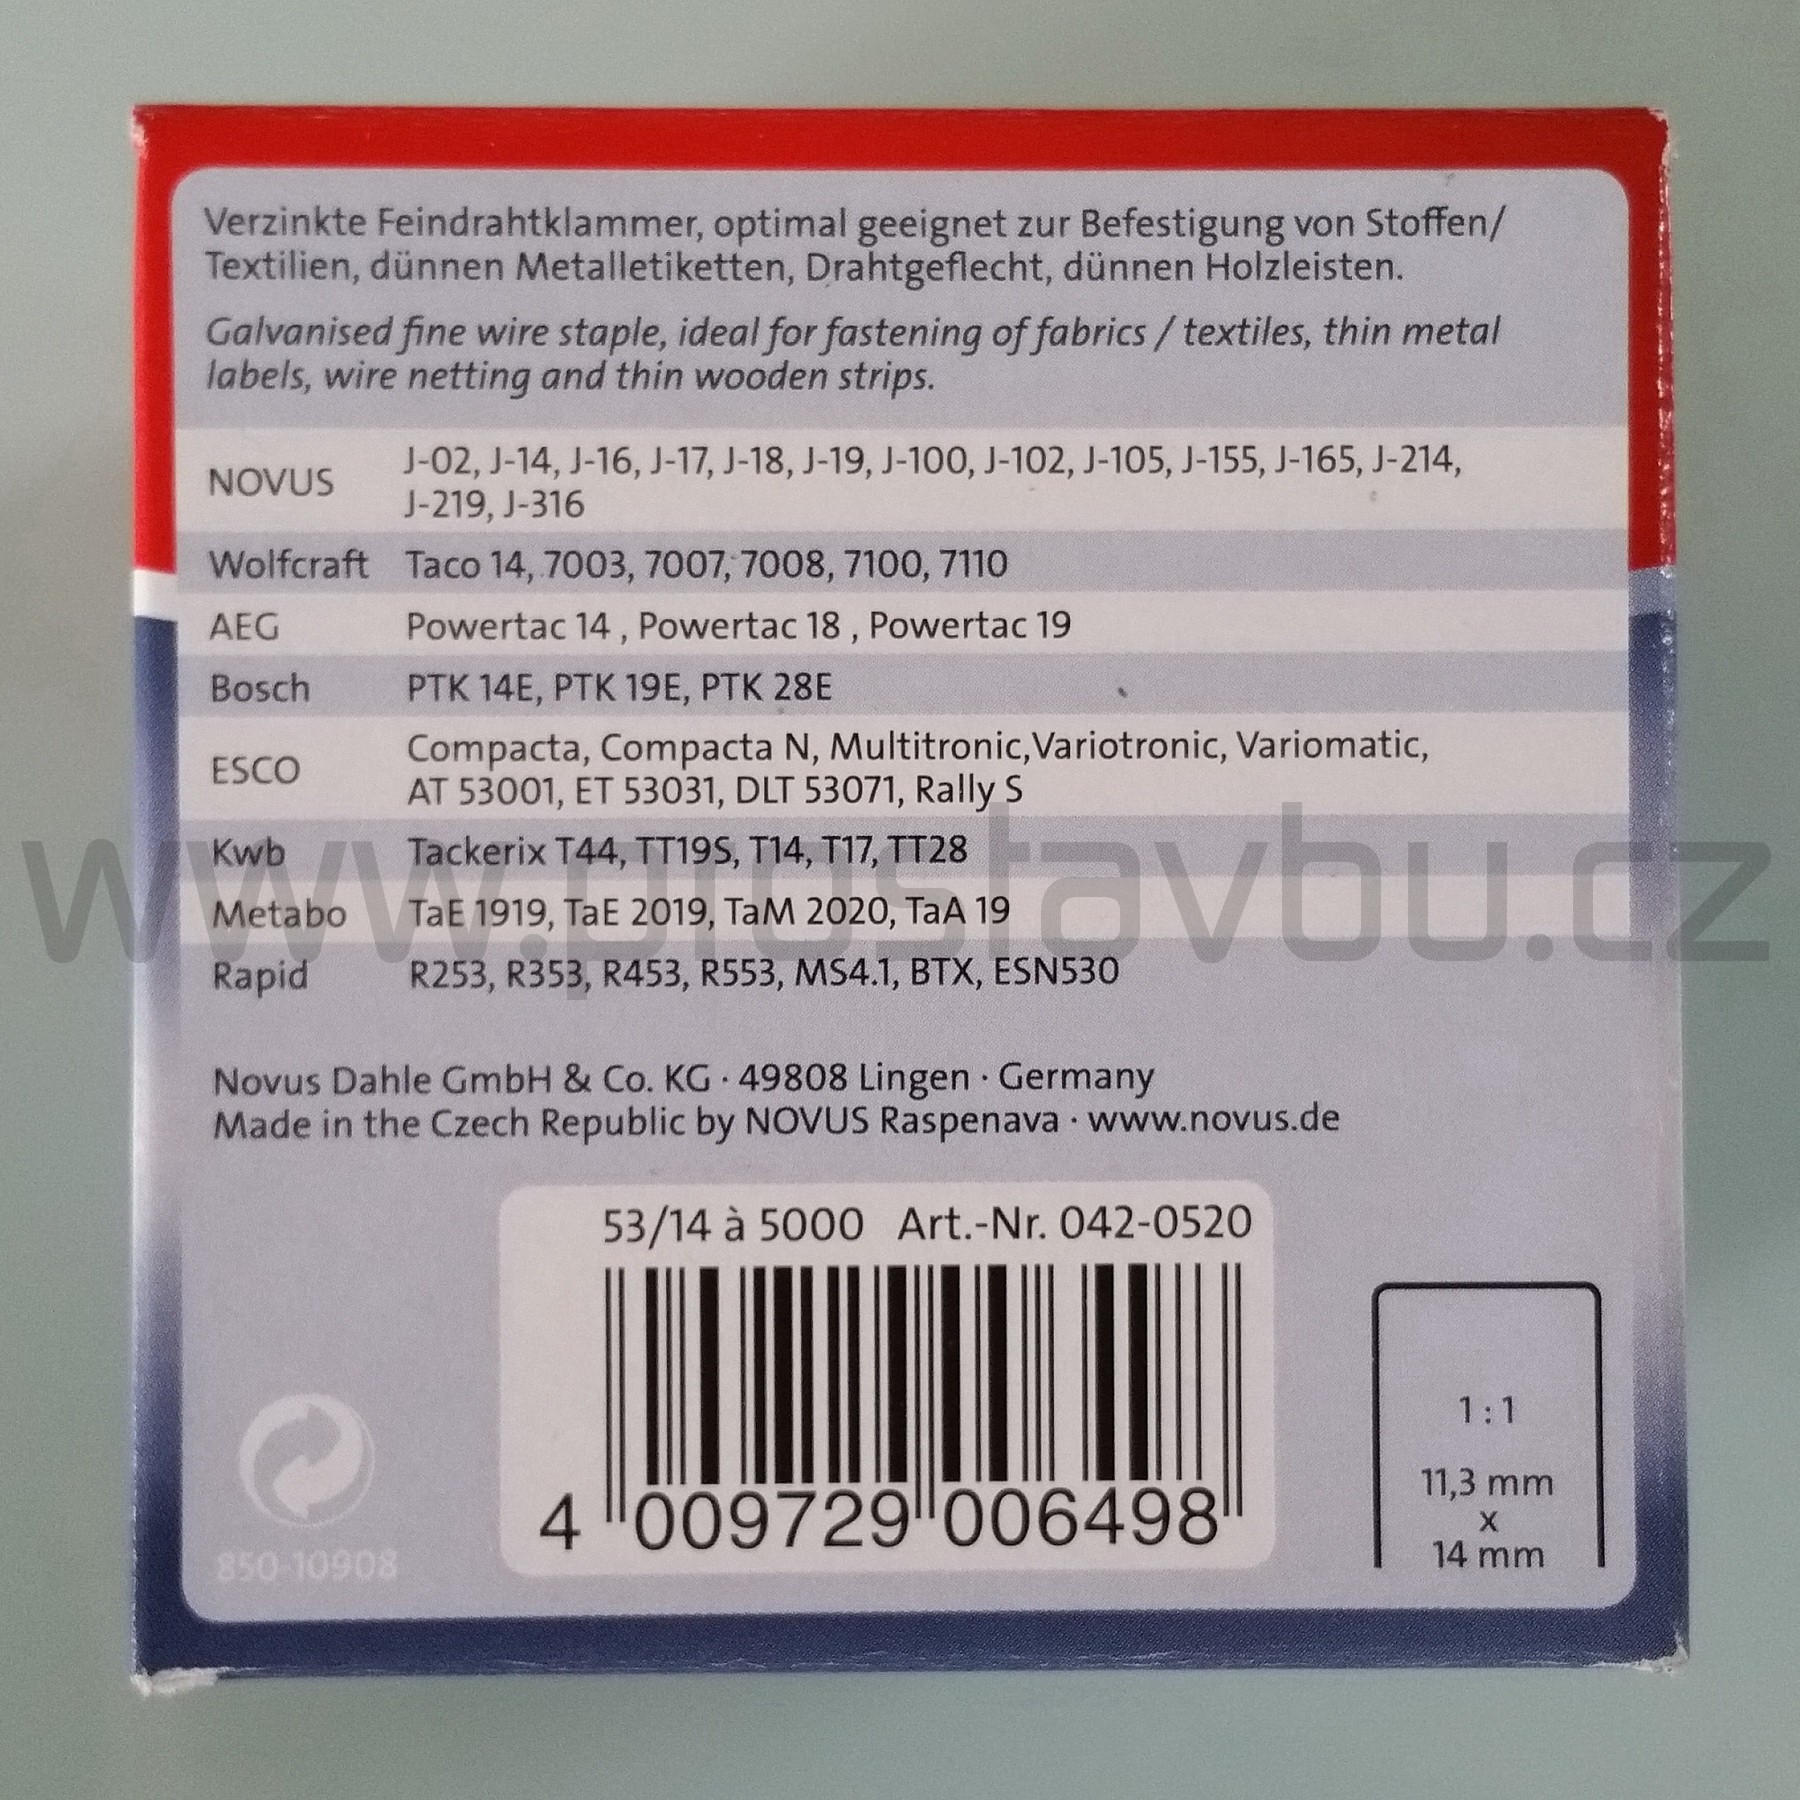 Verzinkte Feindrahtklammer, optimal geeignet zur Befestigung von Stoffen/
Textilien, dünnen Metalletiketten, Drahtgeflecht, dünnen Holzleisten.
Galvanised fine wire staple, ideal for fastening of fabrics / textiles, thin metal
labels, wire netting and thin wooden strips.
NOVUS J-02, J-14, J-16, J-17, J-18, J-19, J-100, J-102, J-105, J-155, J-165, J-214,
J-219, J-316
Wolfcraft Taco 14, 7003, 7007, 7008, 7100, 7110
AEG Powertac 14 , Powertac 18 , Powertac 19
Bosch PTK 14E, PTK 19E, PTK 28E
ESCO Compacta, Compacta N, Multitronic,Variotronic, Variomatic,
AT 53001, ET 53031, DLT 53071, Rally S
Kwb Tackerix T44, TT19S, T14, T17, TT28
www.prostavbu.cz
Metabo TaE 1919, TaE 2019, TaM 2020, TaA 19
Rapid R253, R353, R453, R553, MS4.1, BTX, ESN530
Novus Dahle GmbH & Co. KG · 49808 Lingen · Germany
Made in the Czech Republic by NOVUS Raspenava · www.novus.de
53/14 à 5000 Art.-Nr. 042-0520
4 009729 006498
850-10908
1 : 1
11,3 mm
x
14 mm